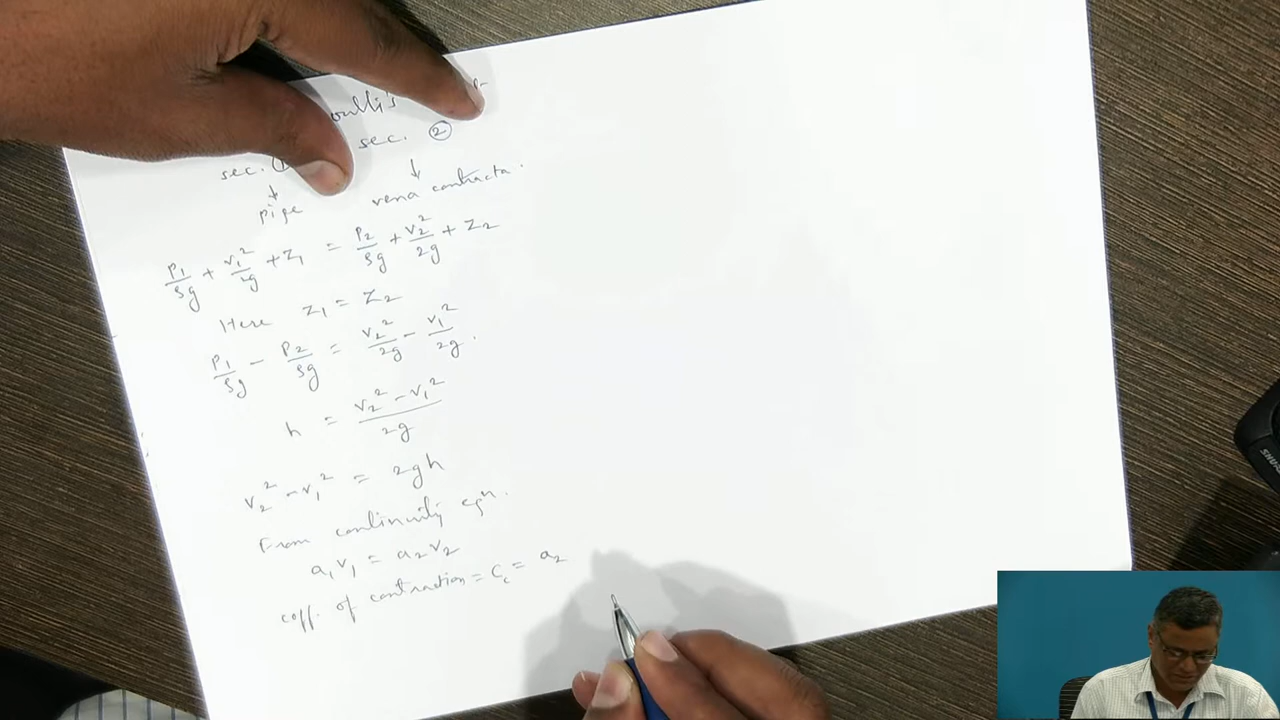 sec. ②
sec.
↓ ↓
pipe vena contracta.
P₁/ρg + v₁²/2g + Z₁ = P₂/ρg + v₂²/2g + Z₂
Here Z₁ = Z₂
P₁/ρg − P₂/ρg = v₂²/2g − v₁²/2g.
h = (v₂² − v₁²)/2g
v₂² − v₁² = 2gh
From continuity eqⁿ.
a₁v₁ = a₂v₂
coff. of contraction = C_c = a₂